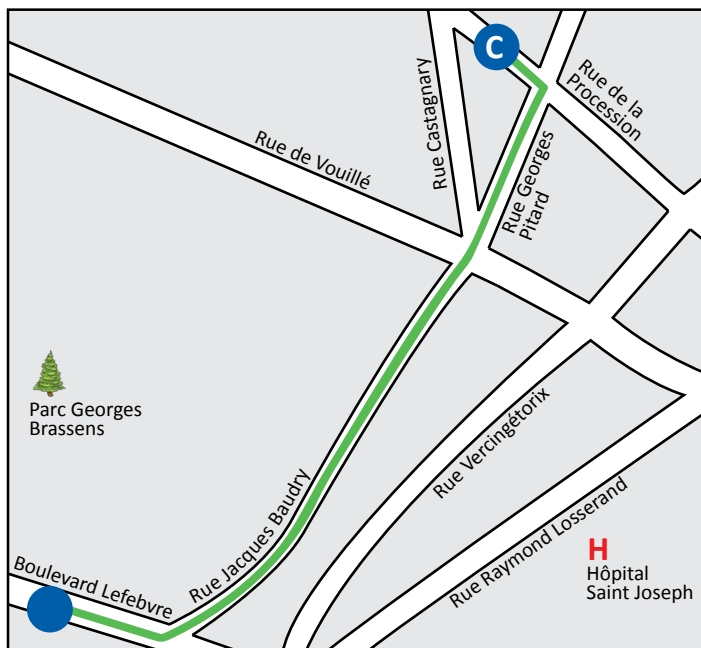 C
Rue de la
Procession
Rue Castagnary
Rue de Vouillé
Rue Georges
Pitard
Parc Georges
Brassens
Rue Vercingétorix
Rue Jacques Baudry
Rue Raymond Losserand
H
Hôpital
Saint Joseph
Boulevard Lefebvre